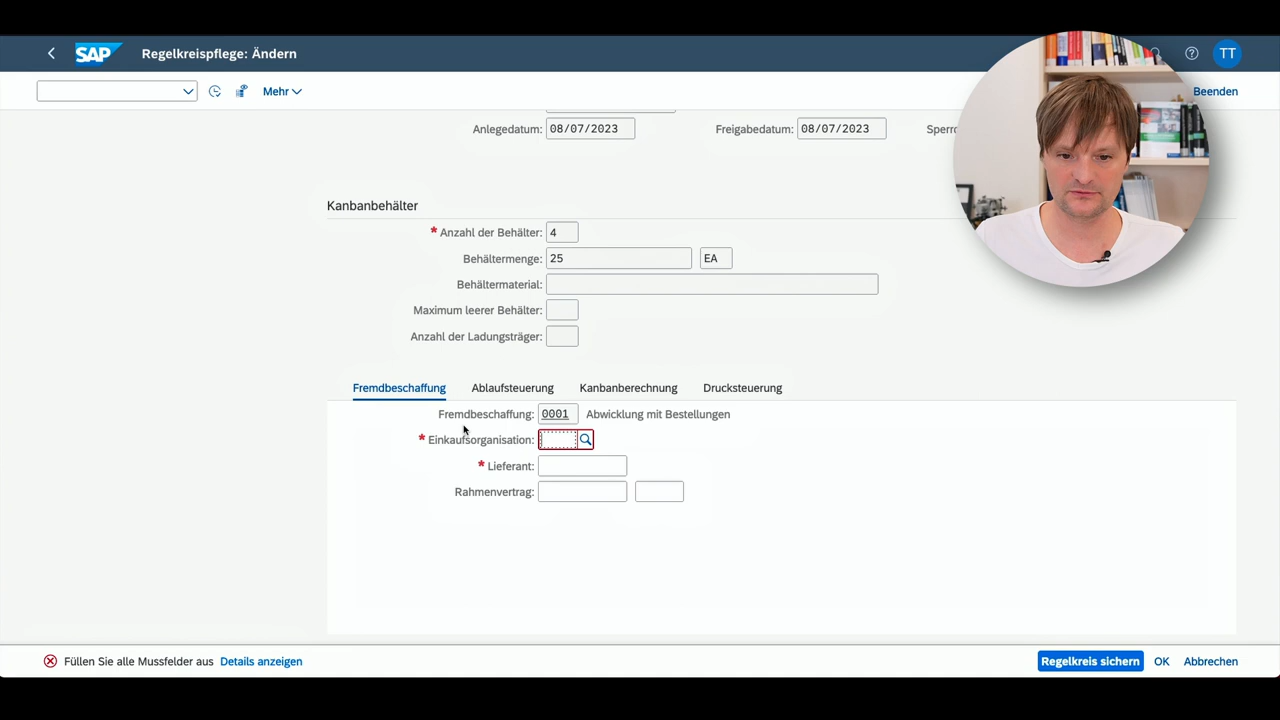 SAP
Regelkreispflege: Ändern
TT
Mehr
Beenden
Anlegedatum: 08/07/2023 Freigabedatum: 08/07/2023
Kanbanbehälter
* Anzahl der Behälter: 4
Behältermenge: 25 EA
Behältermaterial:
Maximum leerer Behälter:
Anzahl der Ladungsträger:
Fremdbeschaffung Ablaufsteuerung Kanbanberechnung Drucksteuerung
Fremdbeschaffung: 0001 Abwicklung mit Bestellungen
* Einkaufsorganisation:
* Lieferant:
Rahmenvertrag:
Füllen Sie alle Mussfelder aus Details anzeigen
Regelkreis sichern OK Abbrechen